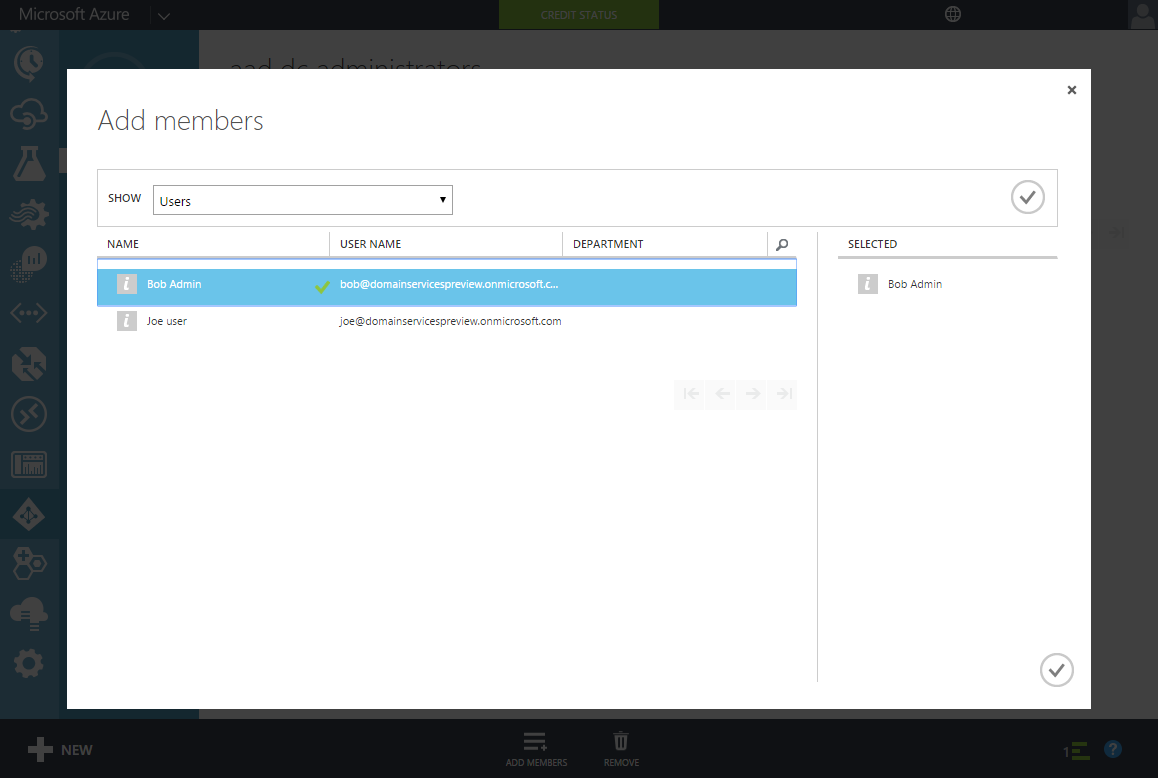 Microsoft Azure
CREDIT STATUS
aad dc administrators
Add members
SHOW
Users
NAME
USER NAME
DEPARTMENT
SELECTED
Bob Admin
bob@domainservicespreview.onmicrosoft.c...
Bob Admin
Joe user
joe@domainservicespreview.onmicrosoft.com
NEW
ADD MEMBERS
REMOVE
1
?